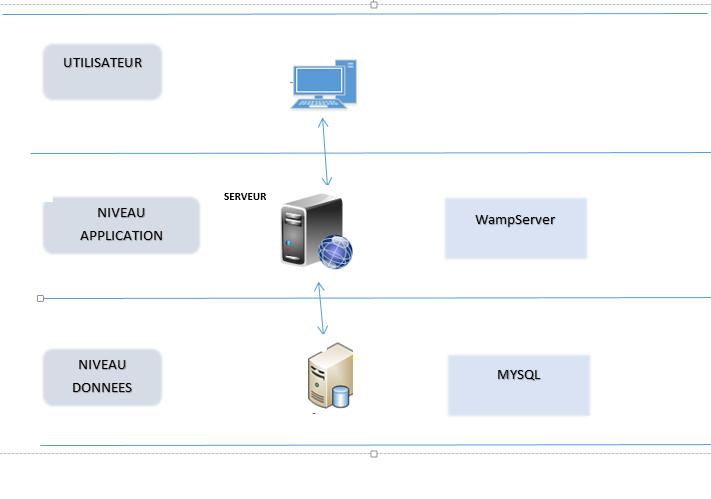 UTILISATEUR
SERVEUR
NIVEAU
APPLICATION
WampServer
NIVEAU
DONNEES
MYSQL